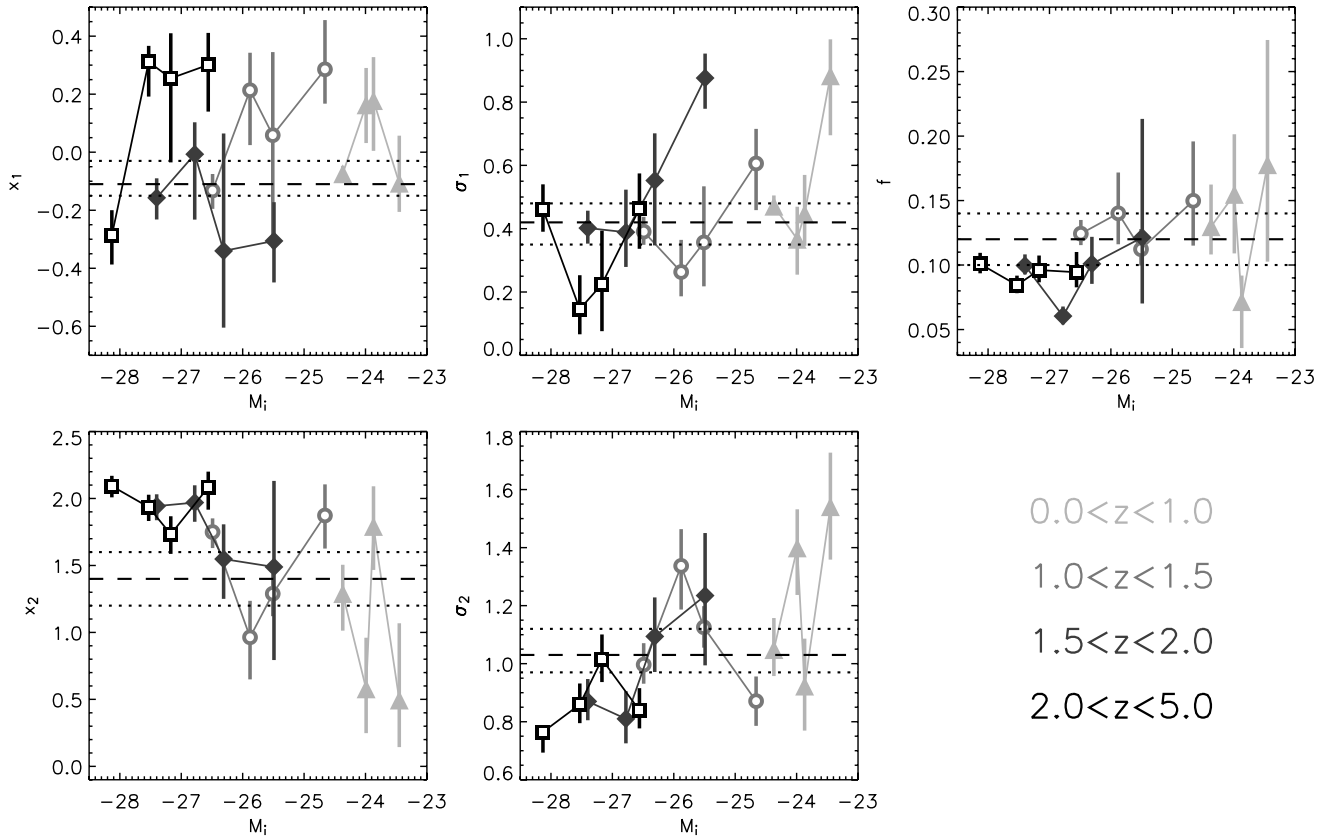 0.4
0.2
0.0
−0.2
−0.4
−0.6
x₁
−28 −27 −26 −25 −24 −23
Mᵢ
1.0
0.8
0.6
0.4
0.2
0.0
σ₁
−28 −27 −26 −25 −24 −23
Mᵢ
0.30
0.25
0.20
0.15
0.10
0.05
f
−28 −27 −26 −25 −24 −23
Mᵢ
2.5
2.0
1.5
1.0
0.5
0.0
x₂
−28 −27 −26 −25 −24 −23
Mᵢ
1.8
1.6
1.4
1.2
1.0
0.8
0.6
σ₂
−28 −27 −26 −25 −24 −23
Mᵢ
0.0<z<1.0
1.0<z<1.5
1.5<z<2.0
2.0<z<5.0